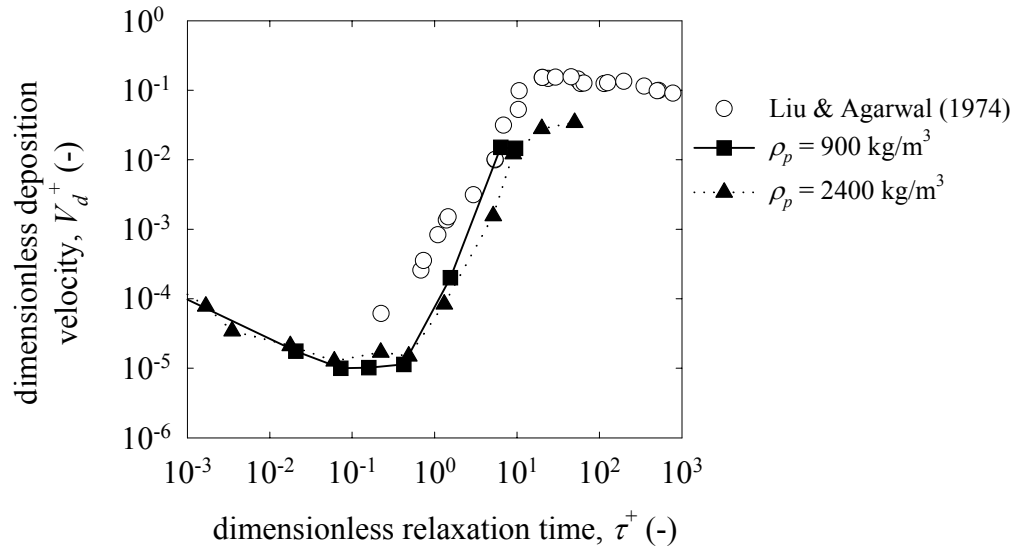 10^0
10^-1
10^-2
10^-3
10^-4
10^-5
10^-6
dimensionless deposition
velocity, V_d^+ (-)
10^-3 10^-2 10^-1 10^0 10^1 10^2 10^3
dimensionless relaxation time, τ^+ (-)
Liu & Agarwal (1974)
ρ_p = 900 kg/m^3
ρ_p = 2400 kg/m^3